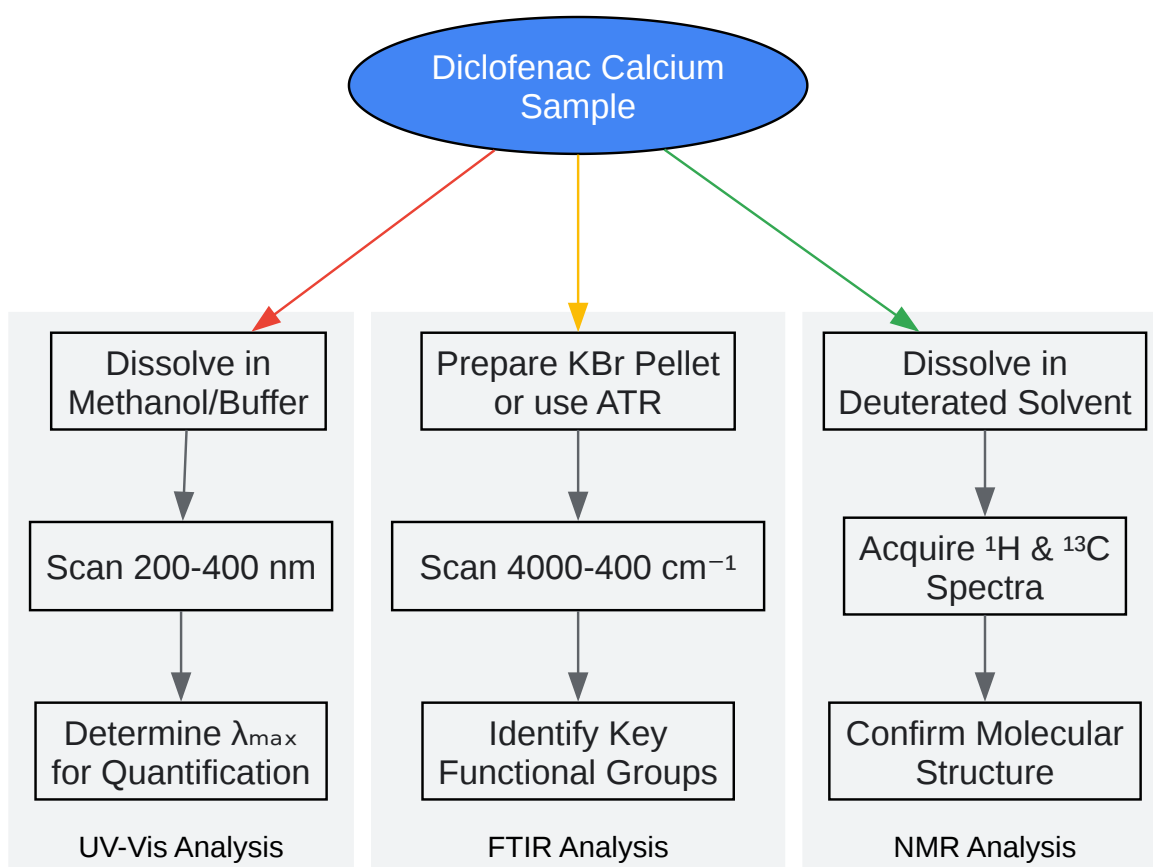 Diclofenac Calcium
Sample
Dissolve in
Methanol/Buffer
Scan 200-400 nm
Determine λₘₐₓ
for Quantification
UV-Vis Analysis
Prepare KBr Pellet
or use ATR
Scan 4000-400 cm⁻¹
Identify Key
Functional Groups
FTIR Analysis
Dissolve in
Deuterated Solvent
Acquire ¹H & ¹³C
Spectra
Confirm Molecular
Structure
NMR Analysis